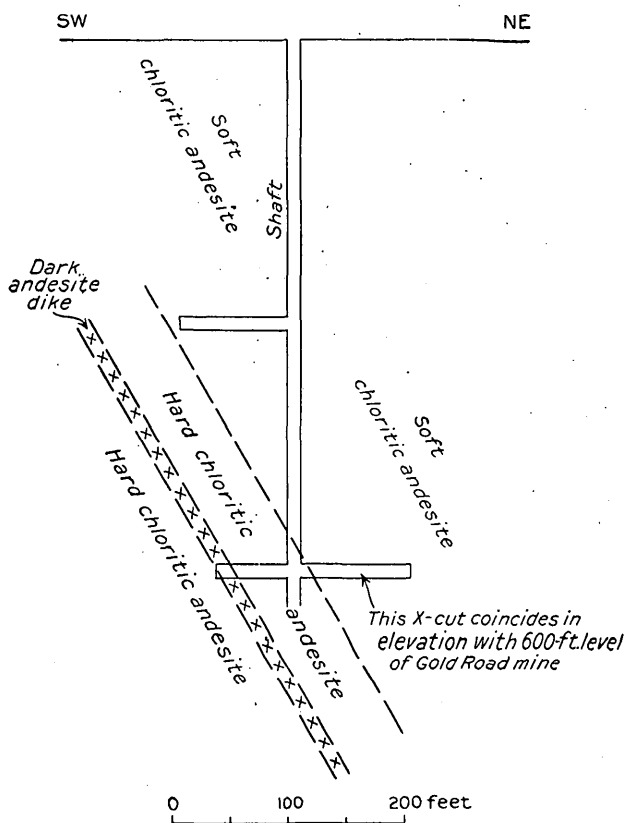 SW
NE
Soft
chloritic andesite
Shaft
Dark
andesite
dike
Hard chloritic
andesite
Hard chloritic andesite
Soft
chloritic andesite
This X-cut coincides in
elevation with 600-ft. level
of Gold Road mine
0 100 200 feet